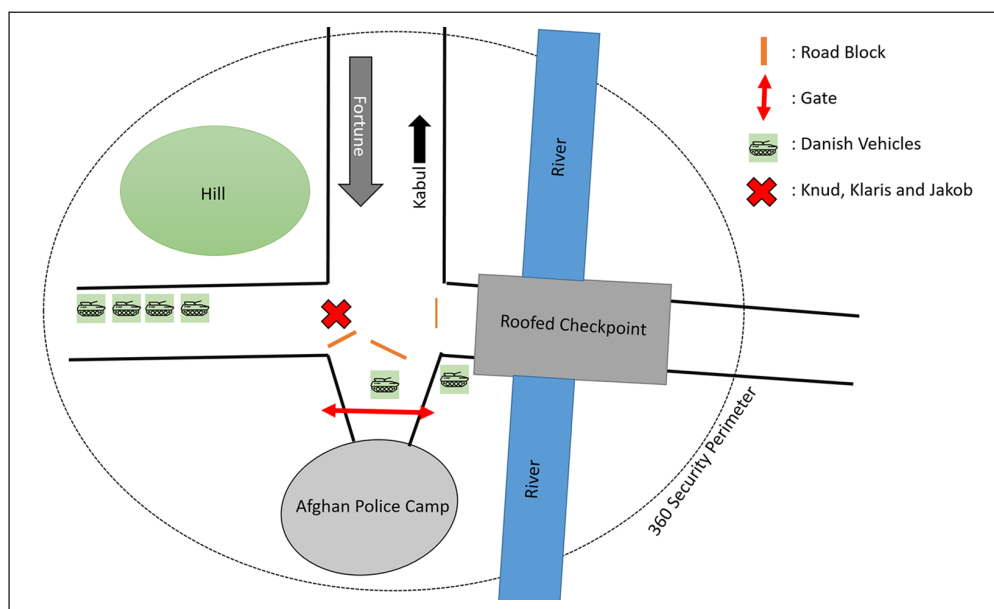 : Road Block
: Gate
: Danish Vehicles
: Knud, Klaris and Jakob
Fortune
Kabul
River
Hill
Roofed Checkpoint
River
Afghan Police Camp
360 Security Perimeter